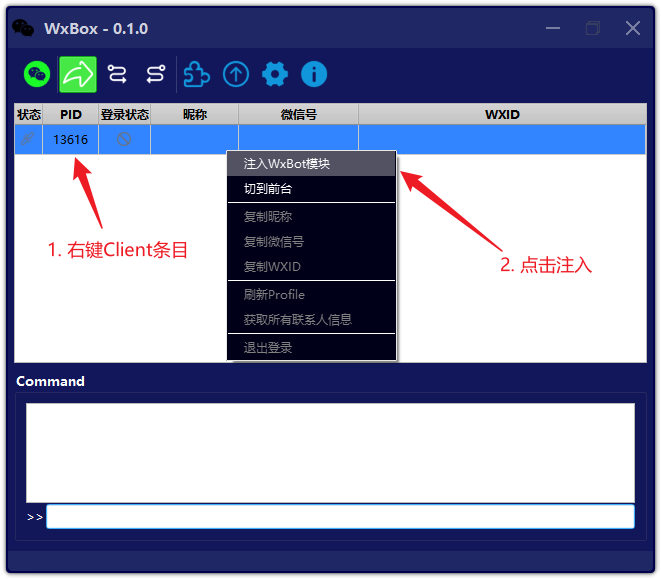 WxBox - 0.1.0
状态 PID 登录状态 昵称 微信号 WXID
13616
注入WxBot模块
切到前台
复制昵称
复制微信号
复制WXID
刷新Profile
获取所有联系人信息
退出登录
1. 右键Client条目
2. 点击注入
Command
>>